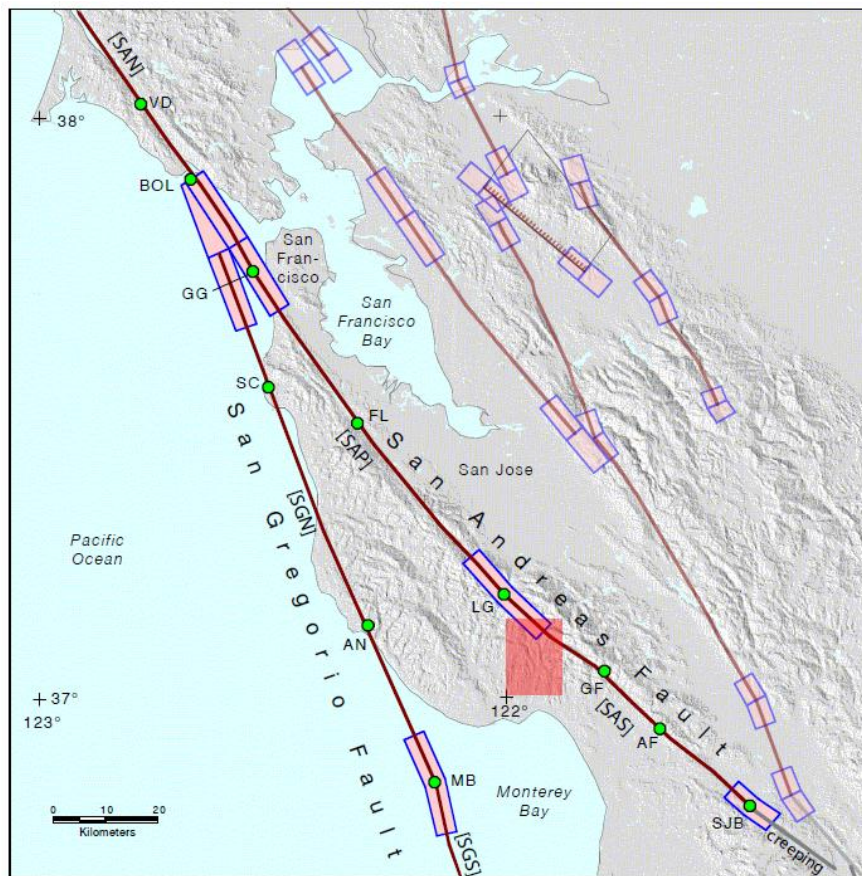 [SAN]
VD
38°
BOL
San
Fran-
cisco
GG
San
Francisco
Bay
SC
FL
[SAP]
San Jose
San Andreas Fault
San Gregorio Fault
[SGN]
Pacific
Ocean
LG
AN
GF
[SAS]
37°
123°
122°
AF
MB
Monterey
Bay
SJB
creeping
[SGS]
0 10 20
Kilometers